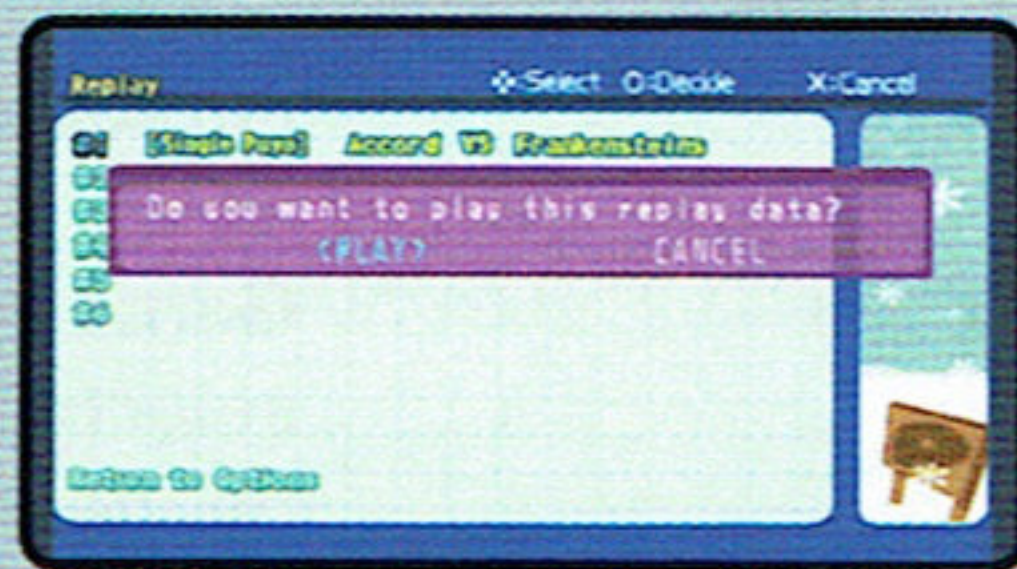 Replay ✜:Select O:Decide X:Cancel
01 [Single Puyo] Accord VS Frankensteins
02
03 Do you want to play this replay data?
04 <PLAY> CANCEL
05
06
Return to Options